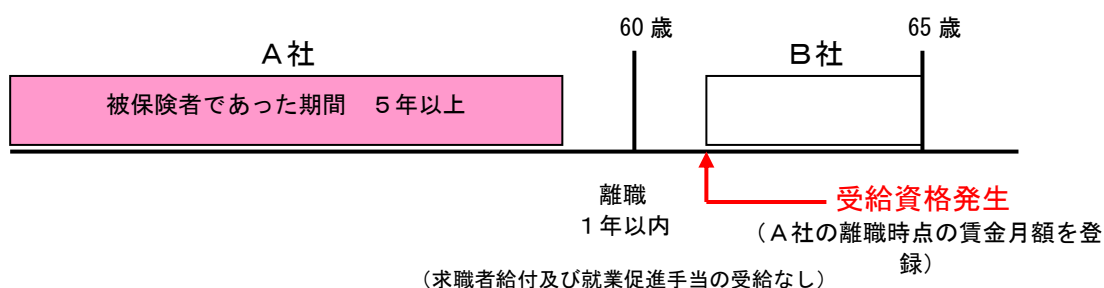 60 歳
65 歳
A社
B社
被保険者であった期間　５年以上
離職
１年以内
受給資格発生
（A社の離職時点の賃金月額を登
録）
（求職者給付及び就業促進手当の受給なし）